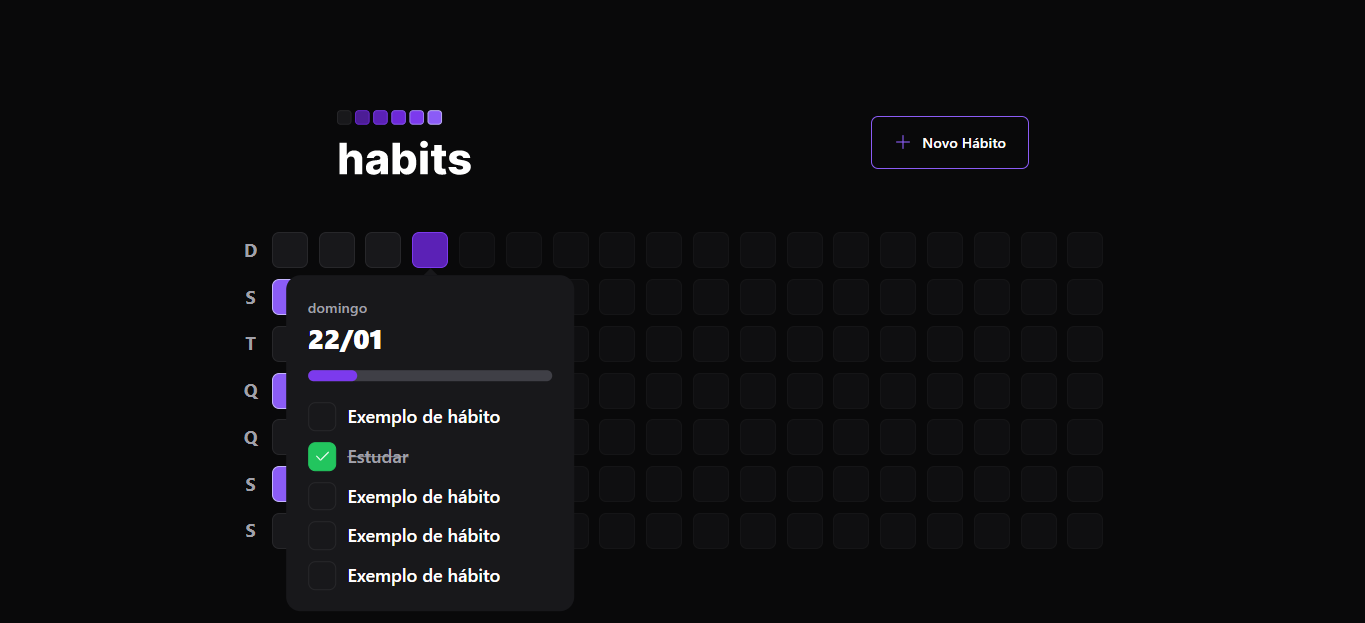 habits
Novo Hábito
D
S
T
Q
Q
S
S
domingo
22/01
Exemplo de hábito
Estudar
Exemplo de hábito
Exemplo de hábito
Exemplo de hábito